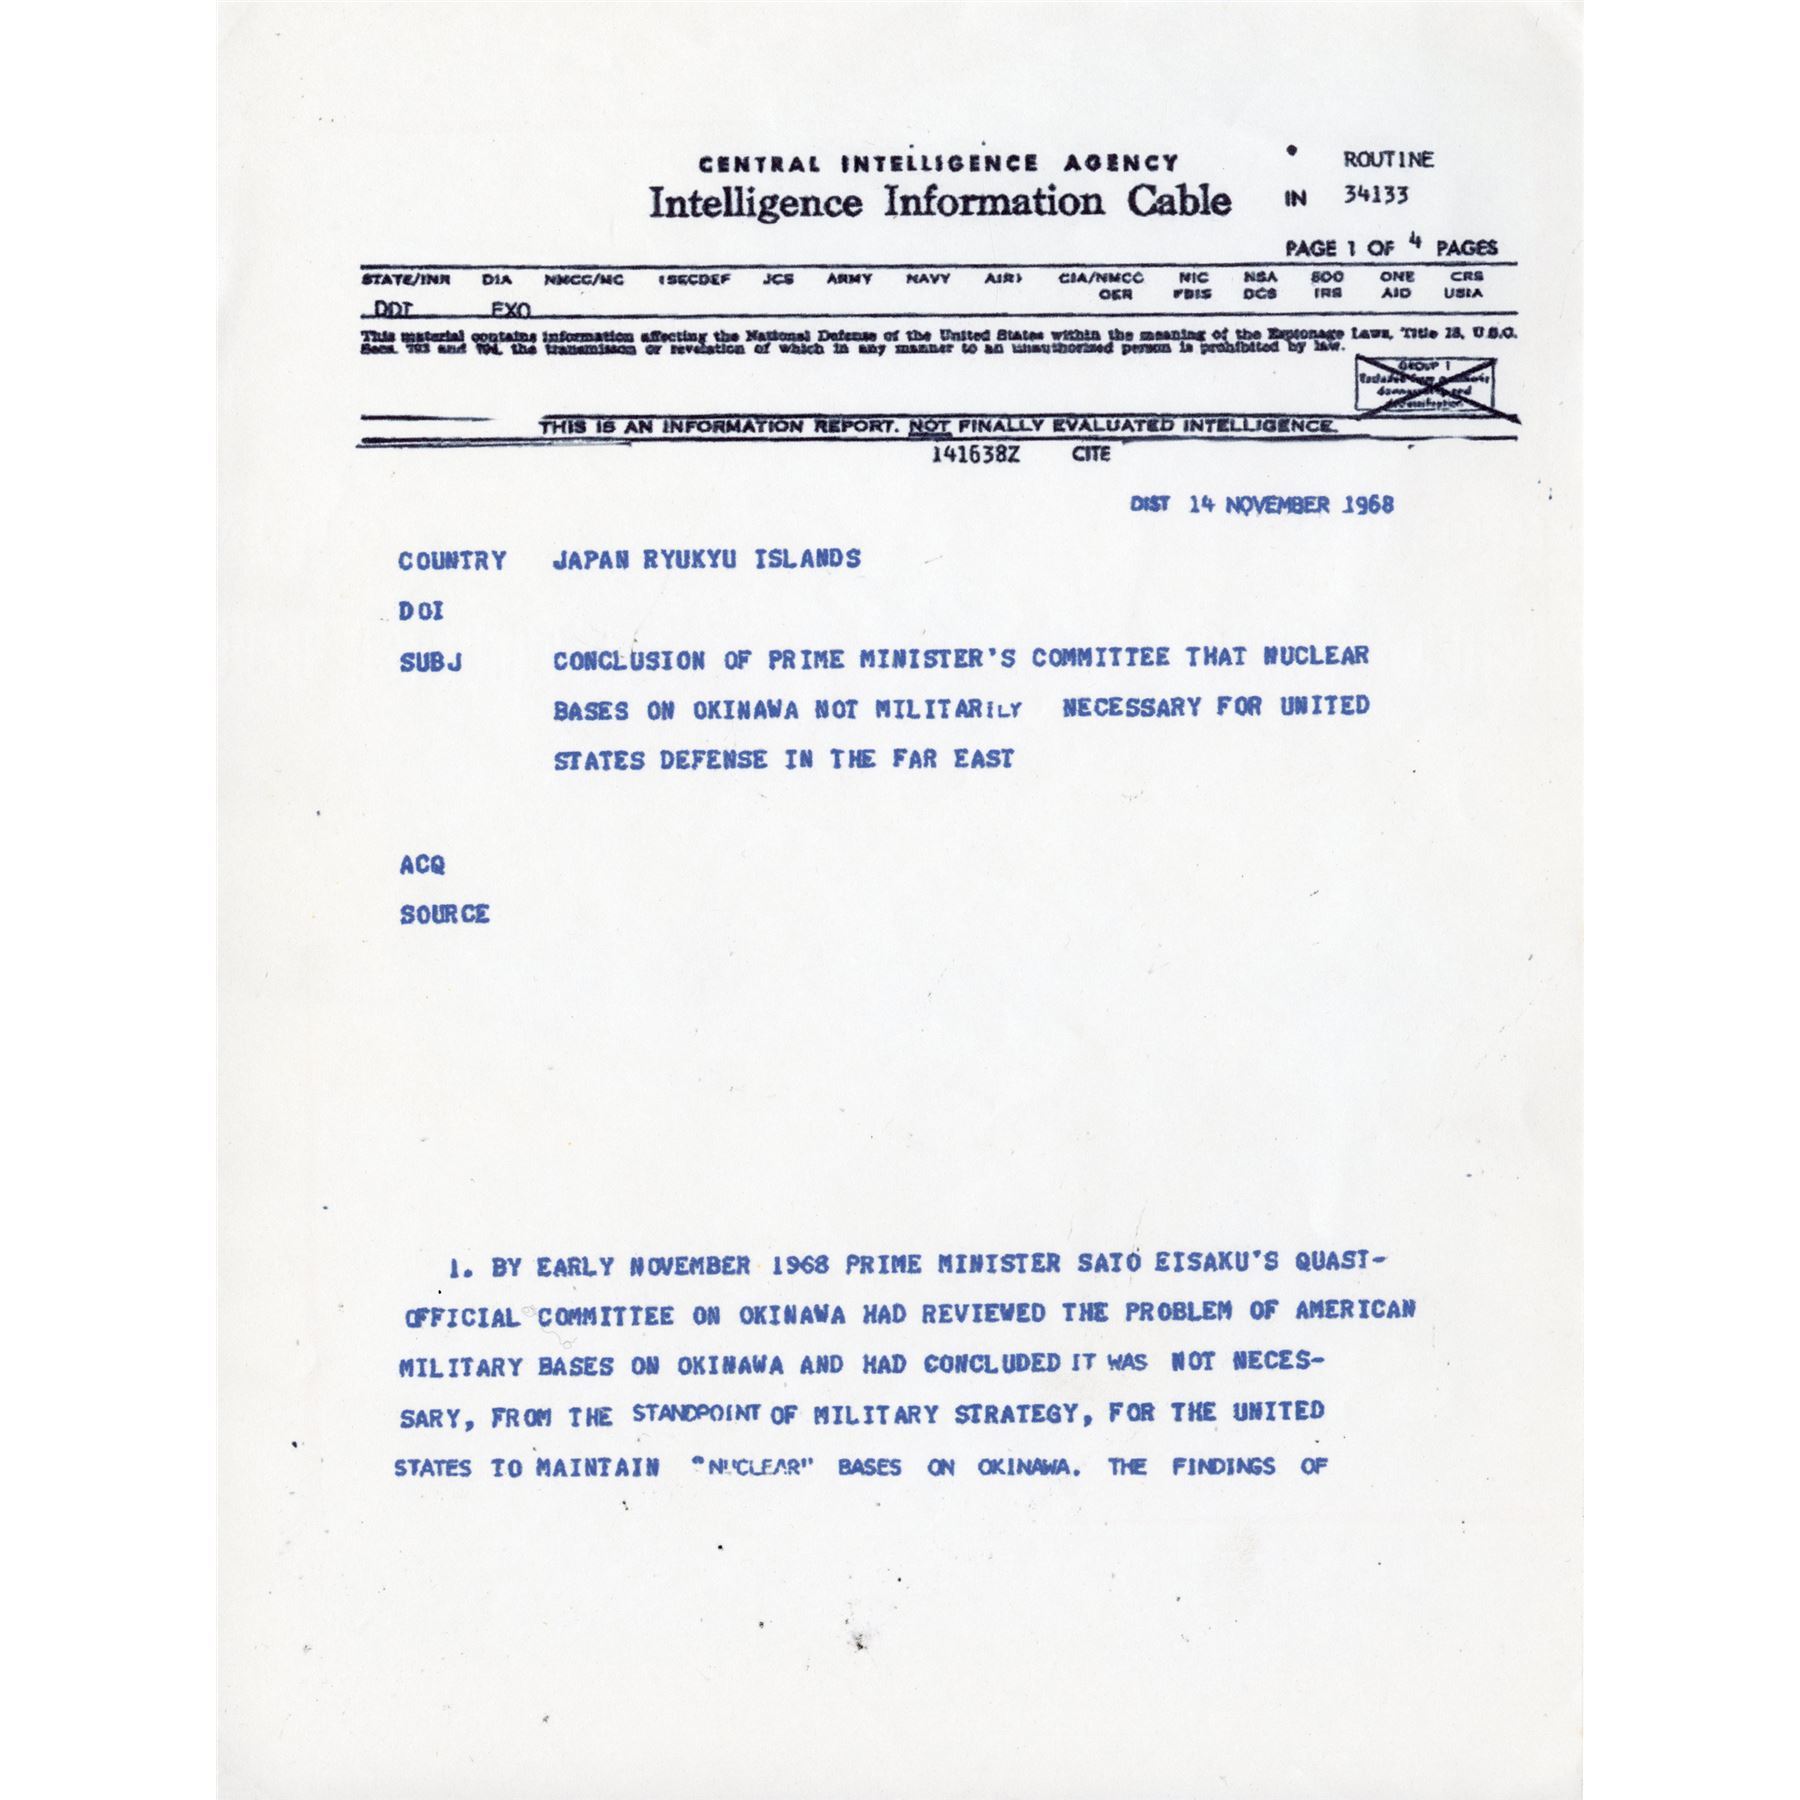 CENTRAL INTELLIGENCE AGENCY
ROUTINE
Intelligence Information Cable
IN 34133
PAGE 1 OF 4 PAGES
STATE/INR DIA NMCC/MC (SECDEF JCS ARMY NAVY AIR) CIA/NMCC NIC NSA SOO ONE CRS
OER FBIS DCS IRS AID USIA
DDI EXO
This material contains information affecting the National Defense of the United States within the meaning of the Espionage Laws, Title 18, U.S.C.
Secs. 793 and 794, the transmission or revelation of which in any manner to an unauthorized person is prohibited by law.
GROUP 1
THIS IS AN INFORMATION REPORT. NOT FINALLY EVALUATED INTELLIGENCE.
141638Z CITE
DIST 14 NOVEMBER 1968
COUNTRY JAPAN RYUKYU ISLANDS
DOI
SUBJ CONCLUSION OF PRIME MINISTER'S COMMITTEE THAT NUCLEAR
BASES ON OKINAWA NOT MILITARILY NECESSARY FOR UNITED
STATES DEFENSE IN THE FAR EAST
ACQ
SOURCE
1. BY EARLY NOVEMBER 1968 PRIME MINISTER SATO EISAKU'S QUASI-
OFFICIAL COMMITTEE ON OKINAWA HAD REVIEWED THE PROBLEM OF AMERICAN
MILITARY BASES ON OKINAWA AND HAD CONCLUDED IT WAS NOT NECES-
SARY, FROM THE STANDPOINT OF MILITARY STRATEGY, FOR THE UNITED
STATES TO MAINTAIN "NUCLEAR" BASES ON OKINAWA. THE FINDINGS OF